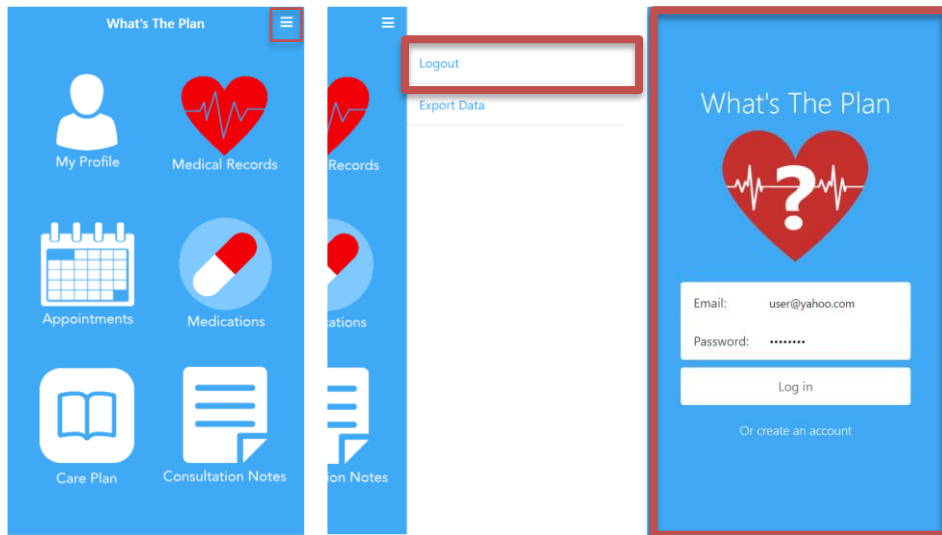 What's The Plan
My Profile
Medical Records
Appointments
Medications
Care Plan
Consultation Notes
Logout
Export Data
Records
ations
ion Notes
What's The Plan
?
Email: user@yahoo.com
Password: ••••••••
Log in
Or create an account